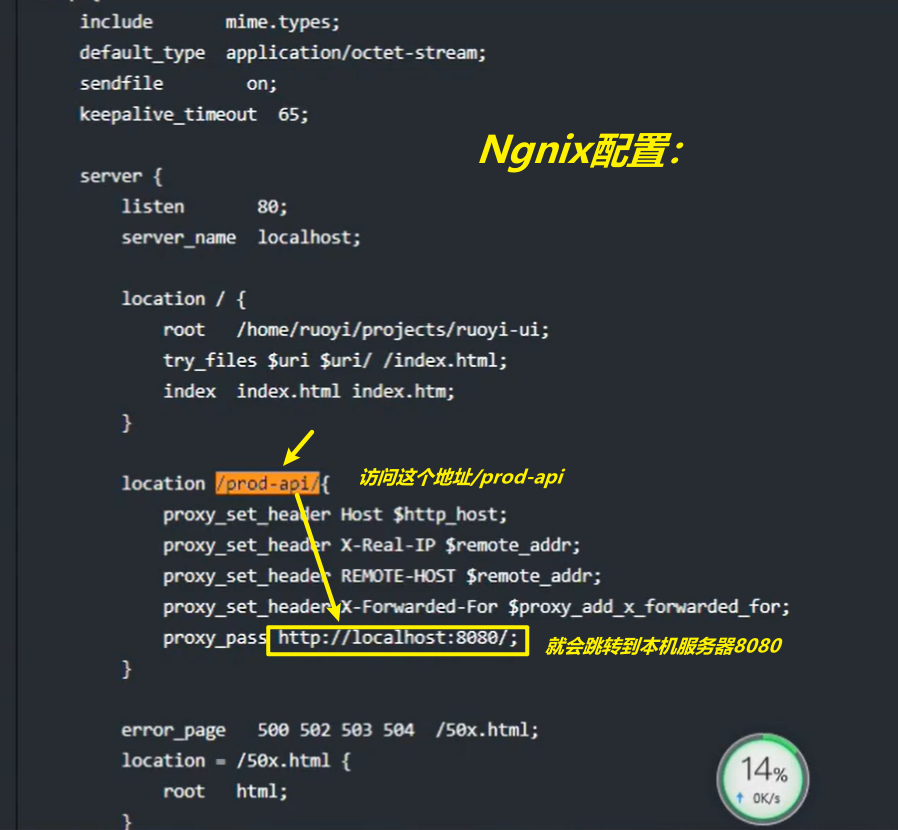 include       mime.types;
default_type  application/octet-stream;
sendfile        on;
keepalive_timeout  65;
Ngnix配置：
server {
listen       80;
server_name  localhost;
location / {
root   /home/ruoyi/projects/ruoyi-ui;
try_files $uri $uri/ /index.html;
index  index.html index.htm;
}
location /prod-api/{ 访问这个地址/prod-api
proxy_set_header Host $http_host;
proxy_set_header X-Real-IP $remote_addr;
proxy_set_header REMOTE-HOST $remote_addr;
proxy_set_header X-Forwarded-For $proxy_add_x_forwarded_for;
proxy_pass http://localhost:8080/; 就会跳转到本机服务器8080
}
error_page   500 502 503 504  /50x.html;
location = /50x.html {
root   html;
}
14%
0K/s